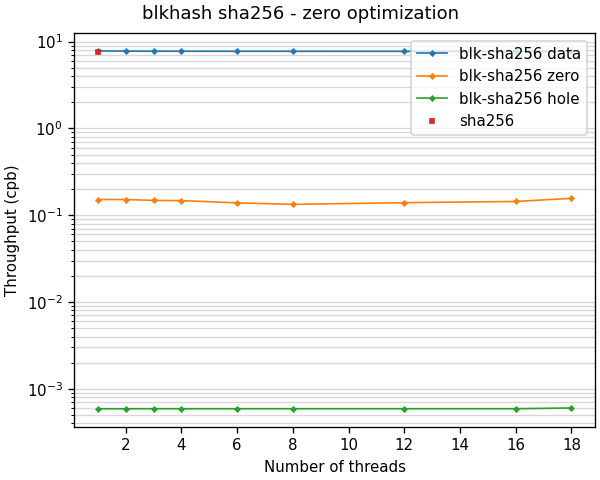 blkhash sha256 - zero optimization
Throughput (cpb)
10¹
10⁰
10⁻¹
10⁻²
10⁻³
blk-sha256 data
blk-sha256 zero
blk-sha256 hole
sha256
2 4 6 8 10 12 14 16 18
Number of threads